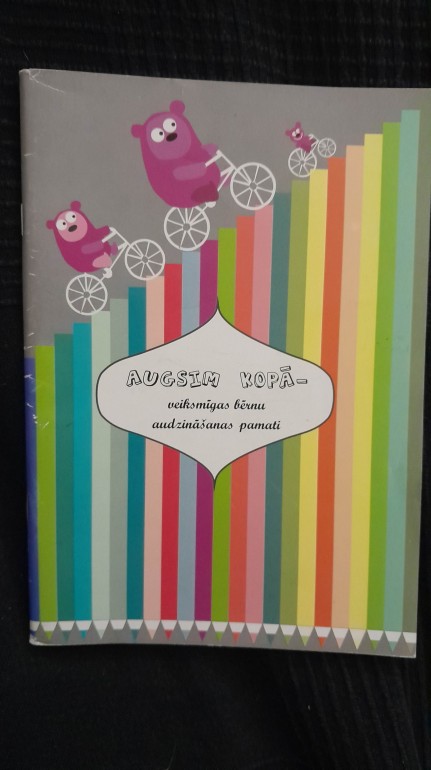 AUGSIM KOPĀ-
veiksmīgas bērnu
audzināšanas pamati